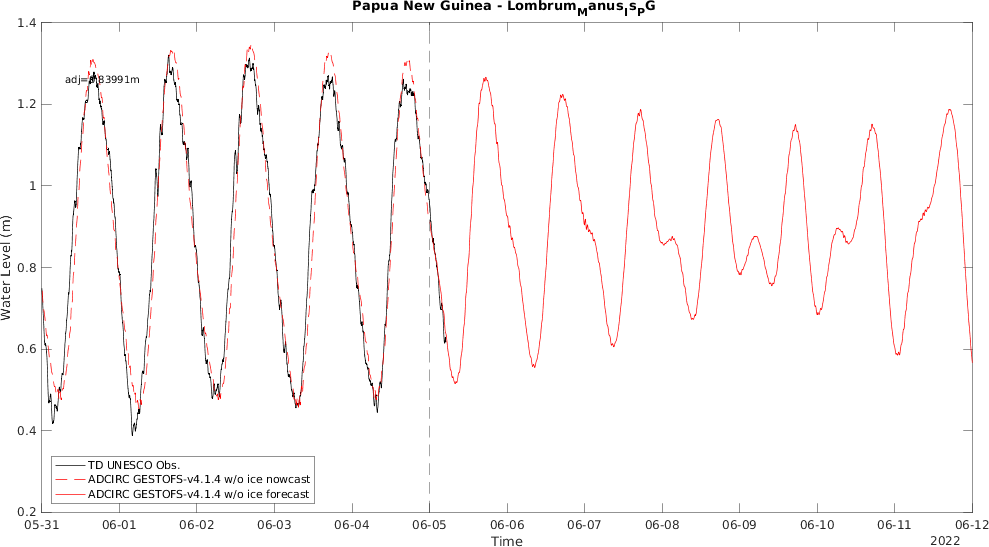 Papua New Guinea - LombrumManusIsPG
1.4
1.2
1
0.8
0.6
0.4
0.2
Water Level (m)
TD UNESCO Obs.
ADCIRC GESTOFS-v4.1.4 w/o ice nowcast
ADCIRC GESTOFS-v4.1.4 w/o ice forecast
05-31 06-01 06-02 06-03 06-04 06-05 06-06 06-07 06-08 06-09 06-10 06-11 06-12
Time
2022